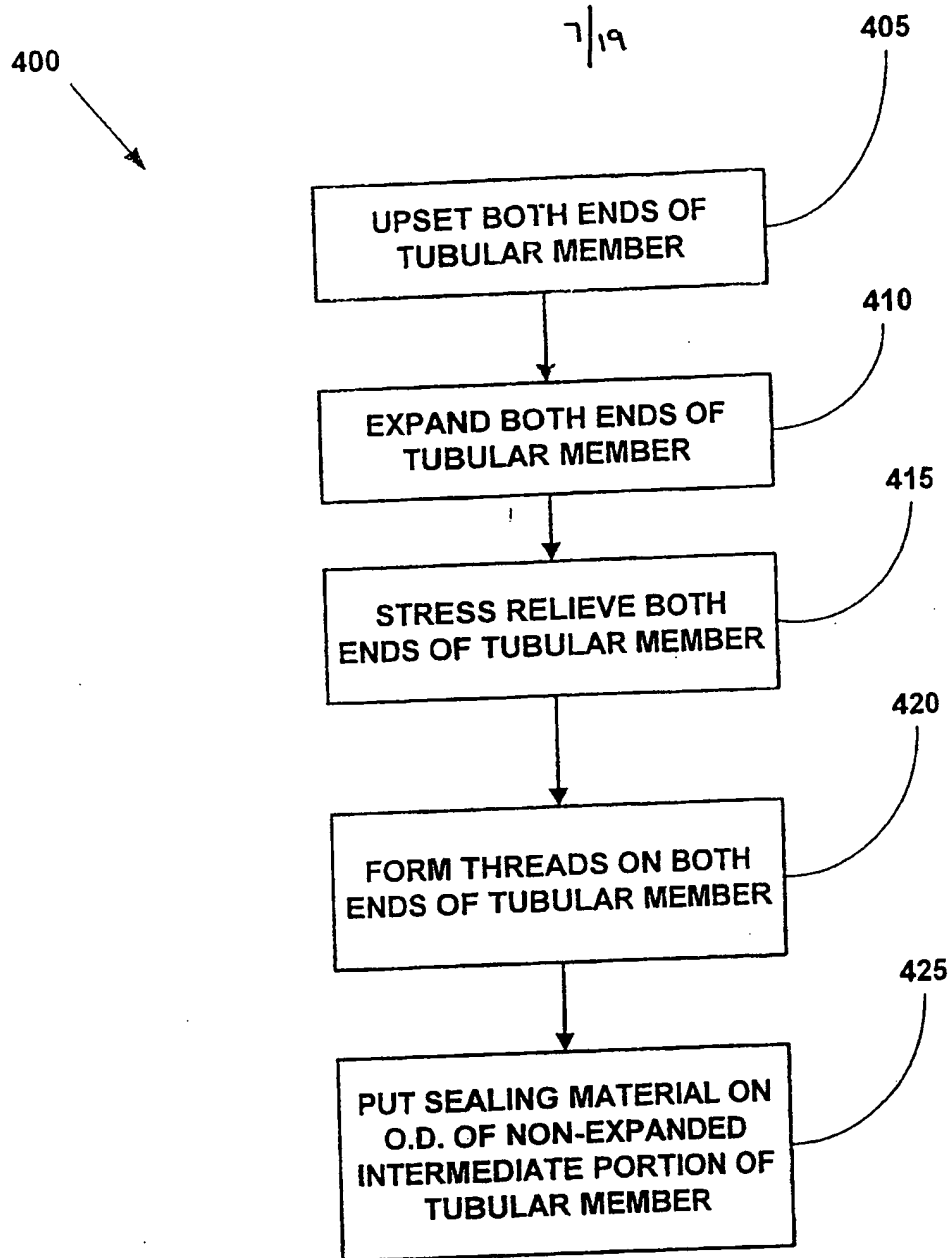 7/19
400
405
UPSET BOTH ENDS OF
TUBULAR MEMBER
410
EXPAND BOTH ENDS OF
TUBULAR MEMBER
415
STRESS RELIEVE BOTH
ENDS OF TUBULAR MEMBER
420
FORM THREADS ON BOTH
ENDS OF TUBULAR MEMBER
425
PUT SEALING MATERIAL ON
O.D. OF NON-EXPANDED
INTERMEDIATE PORTION OF
TUBULAR MEMBER